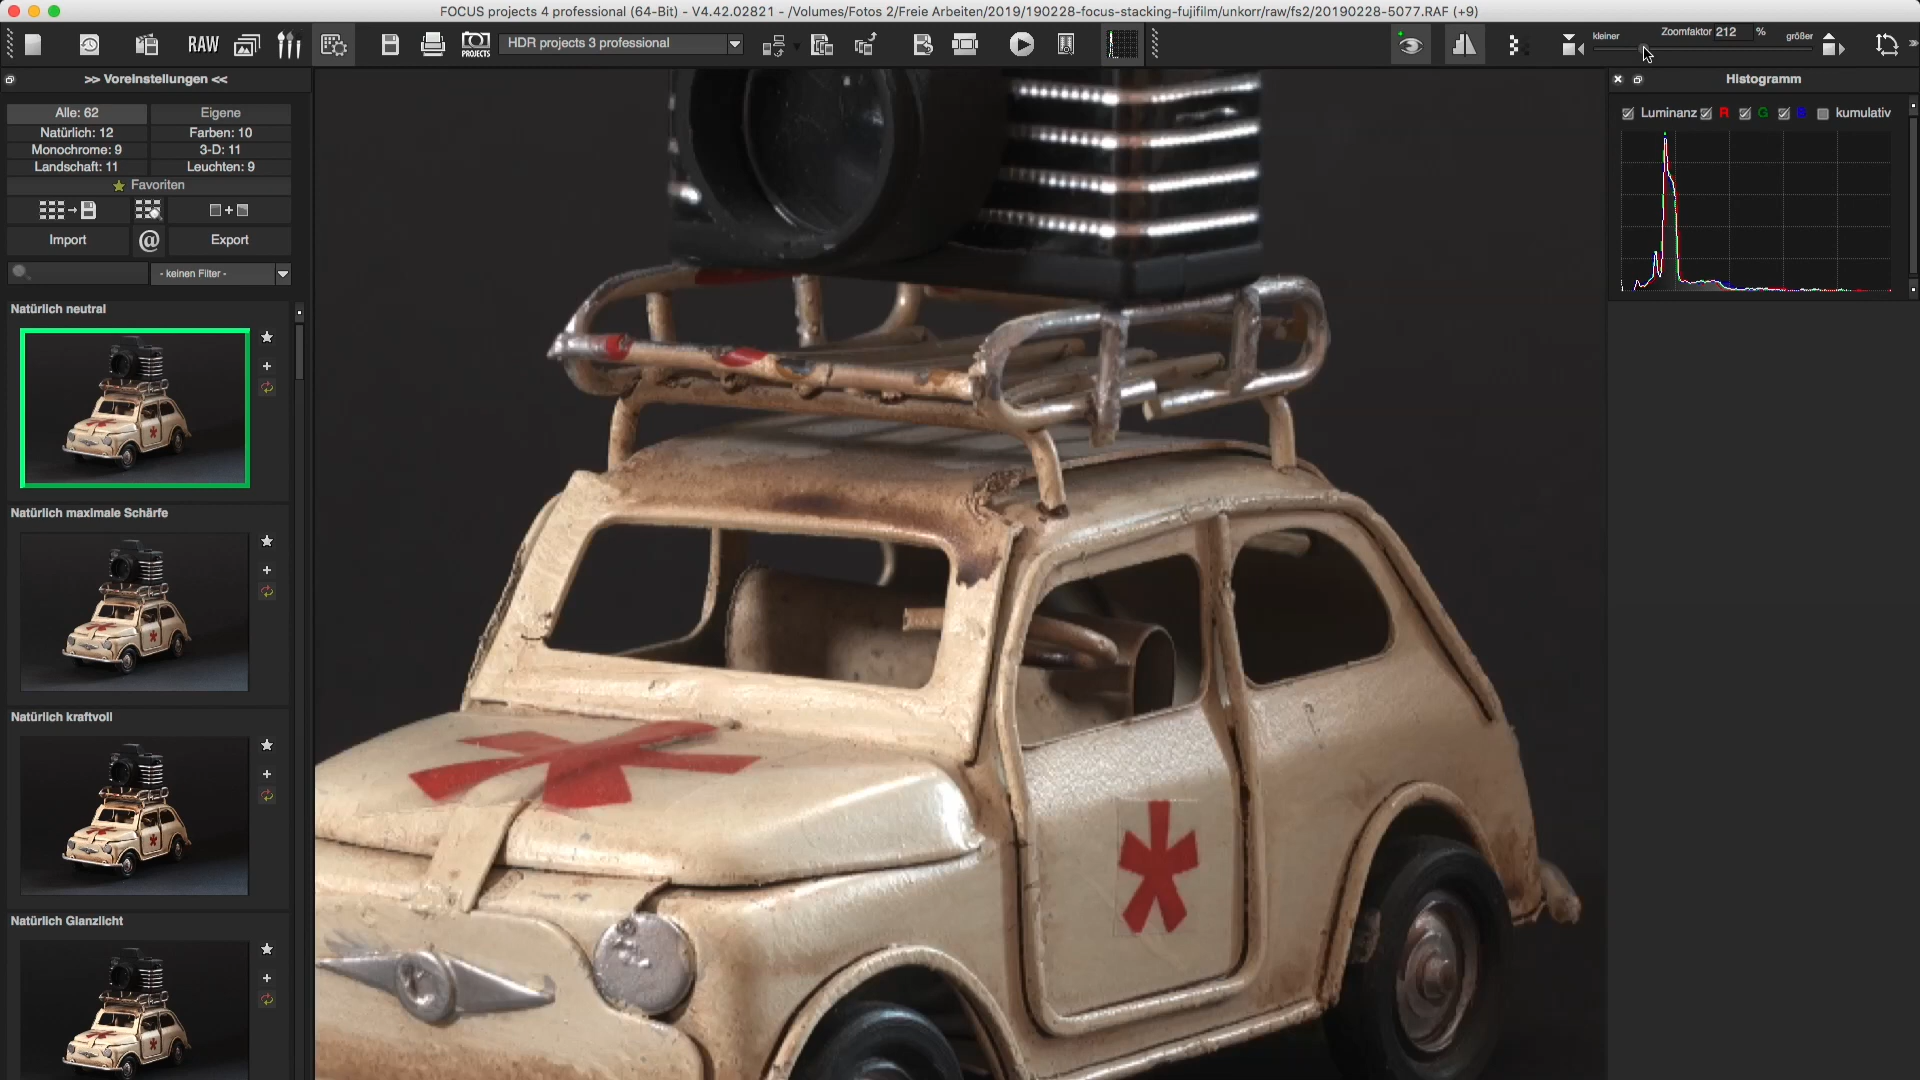 FOCUS projects 4 professional (64-Bit) - V4.42.02821 - /Volumes/Fotos 2/Freie Arbeiten/2019/190228-focus-stacking-fujifilm/unkorr/raw/fs2/20190228-5077.RAF (+9)
RAW
PROJECTS
HDR projects 3 professional
kleiner
Zoomfaktor 212 %
größer
>> Voreinstellungen <<
Histogramm
Alle: 62
Eigene
Natürlich: 12
Farben: 10
Monochrome: 9
3-D: 11
Landschaft: 11
Leuchten: 9
Favoriten
Import
@
Export
- keinen Filter -
Luminanz
R
G
B
kumulativ
Natürlich neutral
Natürlich maximale Schärfe
Natürlich kraftvoll
Natürlich Glanzlicht